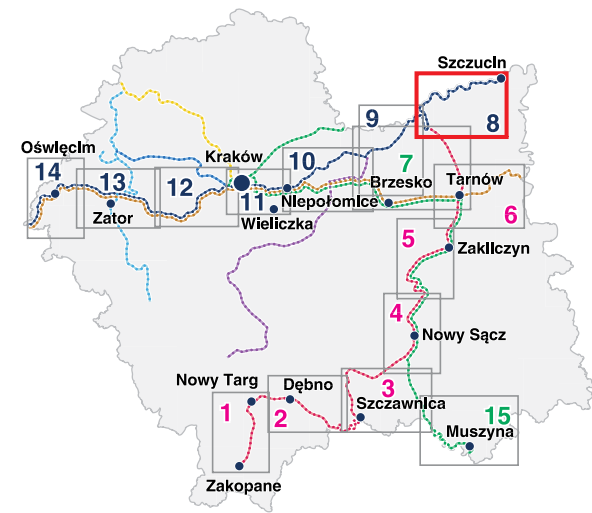 Szczucin
8
9
Oświęcim
14
13
12
Kraków
10
7
11
Niepołomice
Brzesko
Tarnów
Zator
Wieliczka
6
5
Zakliczyn
4
Nowy Sącz
Nowy Targ
Dębno
3
1
2
Szczawnica
15
Muszyna
Zakopane